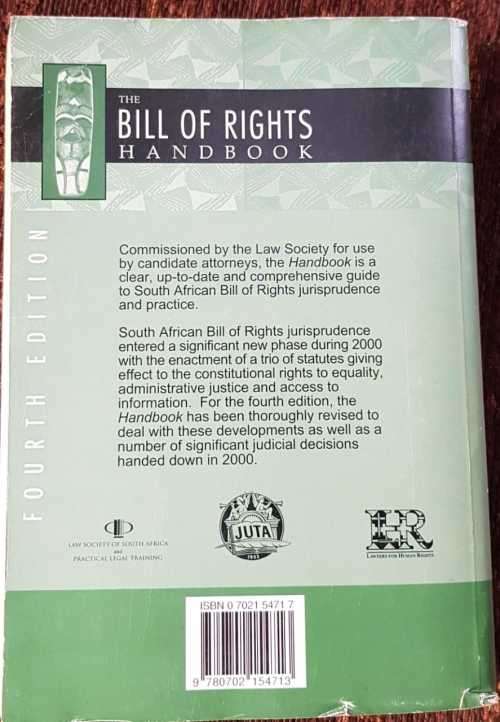 THE
BILL OF RIGHTS
HANDBOOK
FOURTH EDITION
Commissioned by the Law Society for use
by candidate attorneys, the Handbook is a
clear, up-to-date and comprehensive guide
to South African Bill of Rights jurisprudence
and practice.
South African Bill of Rights jurisprudence
entered a significant new phase during 2000
with the enactment of a trio of statutes giving
effect to the constitutional rights to equality,
administrative justice and access to
information. For the fourth edition, the
Handbook has been thoroughly revised to
deal with these developments as well as a
number of significant judicial decisions
handed down in 2000.
LAW SOCIETY OF SOUTH AFRICA
and
PRACTICAL LEGAL TRAINING
JUTA
1853
LHR
LAWYERS FOR HUMAN RIGHTS
ISBN 0 7021 5471 7
9 780702 154713